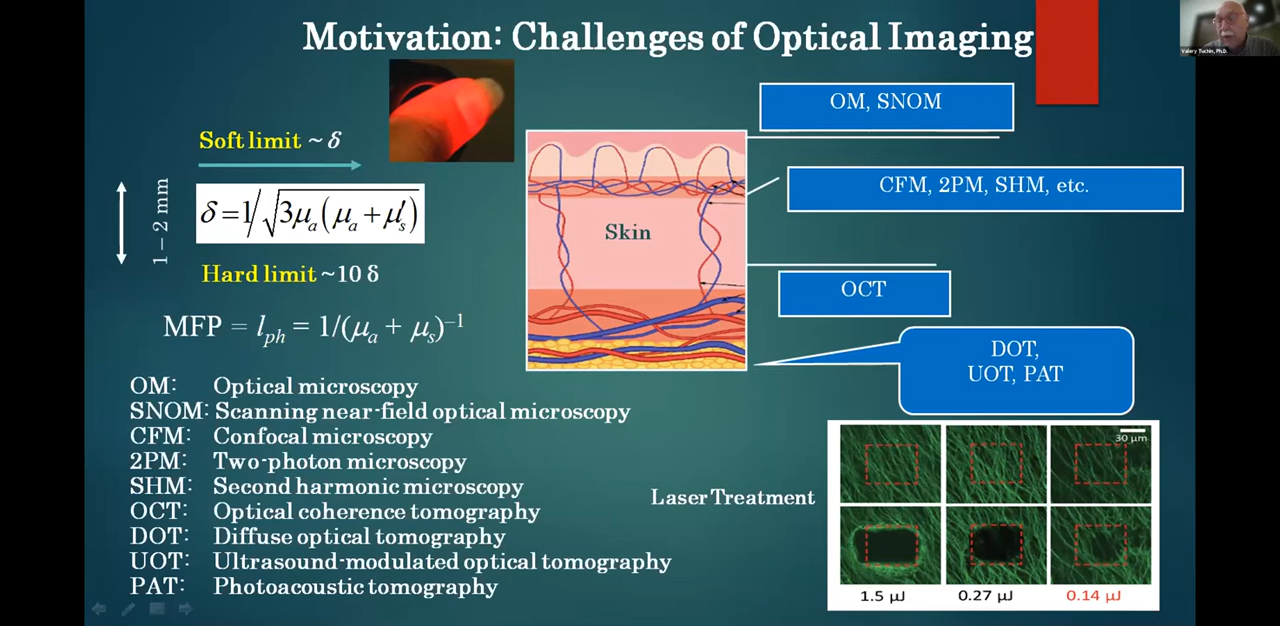 Motivation: Challenges of Optical Imaging
Valery Tuchin, Ph.D.
Soft limit ~ δ
1 – 2 mm
δ = 1/√3μₐ(μₐ + μ′ₛ)
Hard limit ~10 δ
MFP = lₚₕ = 1/(μₐ + μₛ)⁻¹
Skin
OM, SNOM
CFM, 2PM, SHM, etc.
OCT
DOT,
UOT, PAT
OM: Optical microscopy
SNOM: Scanning near-field optical microscopy
CFM: Confocal microscopy
2PM: Two-photon microscopy
SHM: Second harmonic microscopy
OCT: Optical coherence tomography
DOT: Diffuse optical tomography
UOT: Ultrasound-modulated optical tomography
PAT: Photoacoustic tomography
Laser Treatment
30 μm
1.5 μJ 0.27 μJ 0.14 μJ